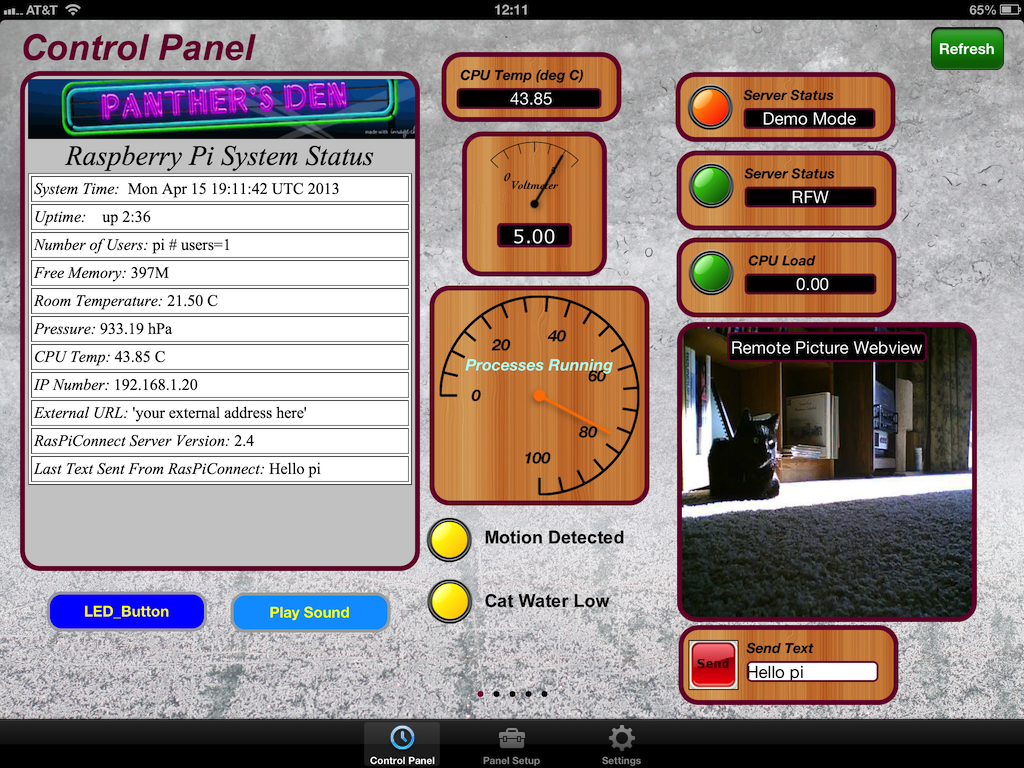 AT&T
12:11
65%
Control Panel
Refresh
PANTHER'S DEN
Raspberry Pi System Status
System Time: Mon Apr 15 19:11:42 UTC 2013
Uptime: up 2:36
Number of Users: pi # users=1
Free Memory: 397M
Room Temperature: 21.50 C
Pressure: 933.19 hPa
CPU Temp: 43.85 C
IP Number: 192.168.1.20
External URL: 'your external address here'
RasPiConnect Server Version: 2.4
Last Text Sent From RasPiConnect: Hello pi
LED_Button
Play Sound
CPU Temp (deg C)
43.85
0
Voltmeter
5.00
0
20
40
60
80
100
Processes Running
Motion Detected
Cat Water Low
Server Status
Demo Mode
Server Status
RFW
CPU Load
0.00
Remote Picture Webview
Send
Send Text
Hello pi
Control Panel
Panel Setup
Settings